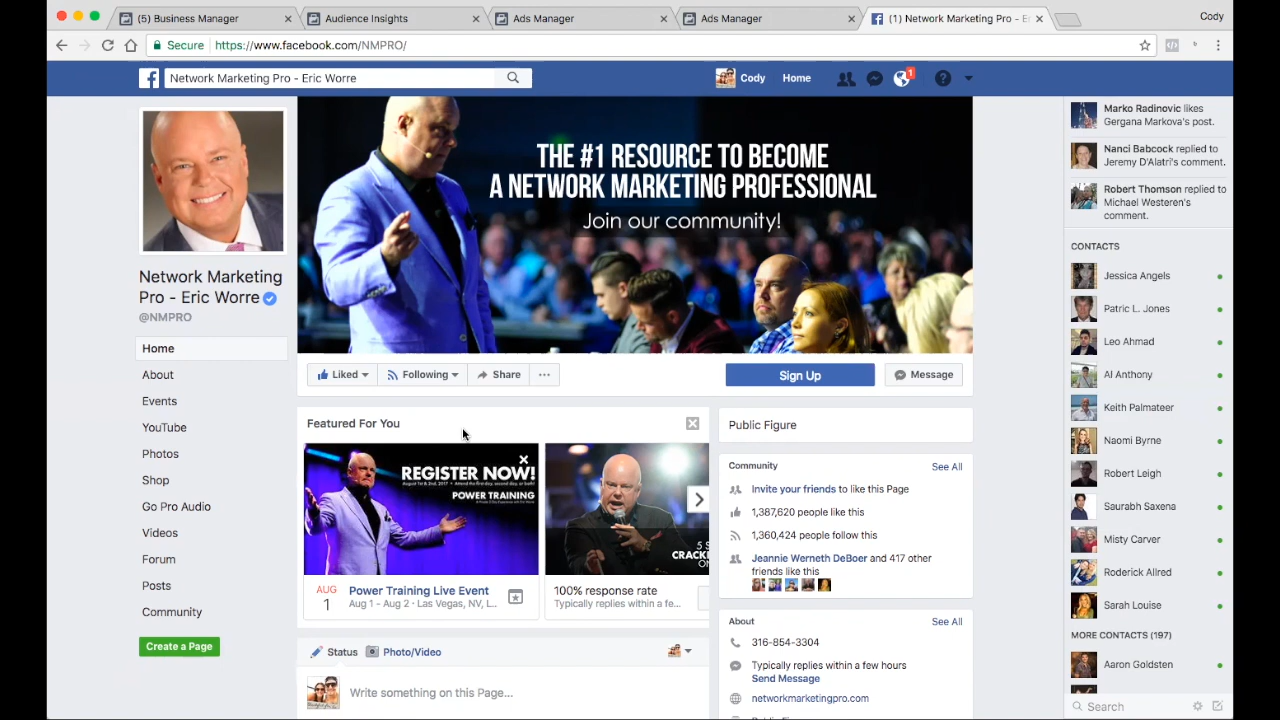 (5) Business Manager
Audience Insights
Ads Manager
Ads Manager
(1) Network Marketing Pro - E
Cody
Secure
https://www.facebook.com/NMPRO/
Network Marketing Pro - Eric Worre
Cody
Home
1
THE #1 RESOURCE TO BECOME
A NETWORK MARKETING PROFESSIONAL
Join our community!
Network Marketing
Pro - Eric Worre
@NMPRO
Home
About
Events
YouTube
Photos
Shop
Go Pro Audio
Videos
Forum
Posts
Community
Create a Page
Liked
Following
Share
Sign Up
Message
Featured For You
REGISTER NOW!
POWER TRAINING
AUG
1
Power Training Live Event
Aug 1 - Aug 2 · Las Vegas, NV, L...
CRACK
100% response rate
Typically replies within a fe...
Status
Photo/Video
Write something on this Page...
Public Figure
Community
See All
Invite your friends to like this Page
1,387,620 people like this
1,360,424 people follow this
Jeannie Werneth DeBoer and 417 other
friends like this
About
See All
316-854-3304
Typically replies within a few hours
Send Message
networkmarketingpro.com
Marko Radinovic likes
Gergana Markova's post.
Nanci Babcock replied to
Jeremy D'Alatri's comment.
Robert Thomson replied to
Michael Westeren's
comment.
CONTACTS
Jessica Angels
Patric L. Jones
Leo Ahmad
Al Anthony
Keith Palmateer
Naomi Byrne
Robert Leigh
Saurabh Saxena
Misty Carver
Roderick Allred
Sarah Louise
MORE CONTACTS (197)
Aaron Goldsten
Search